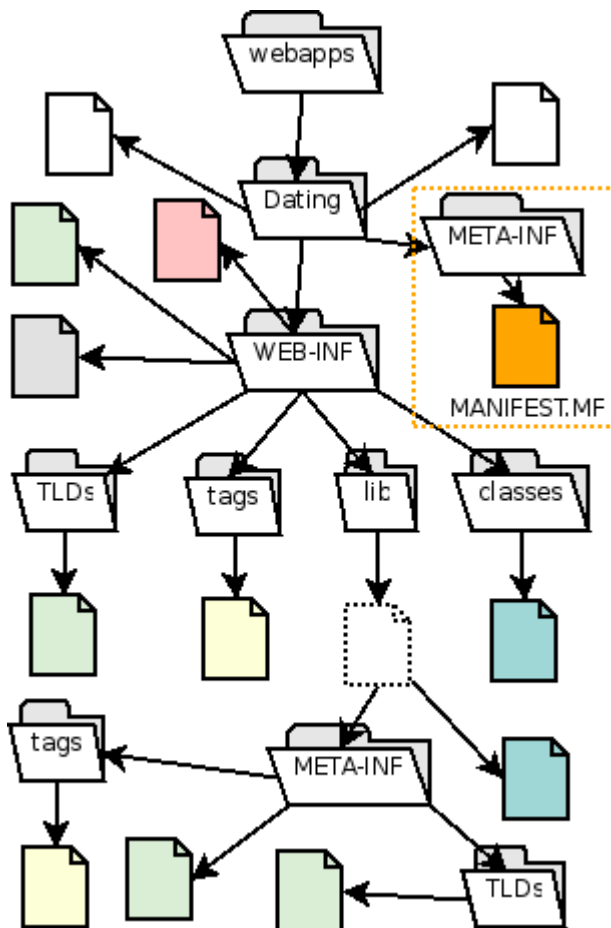 webapps
Dating
META-INF
WEB-INF
MANIFEST.MF
TLDs
tags
lib
classes
tags
META-INF
TLDs